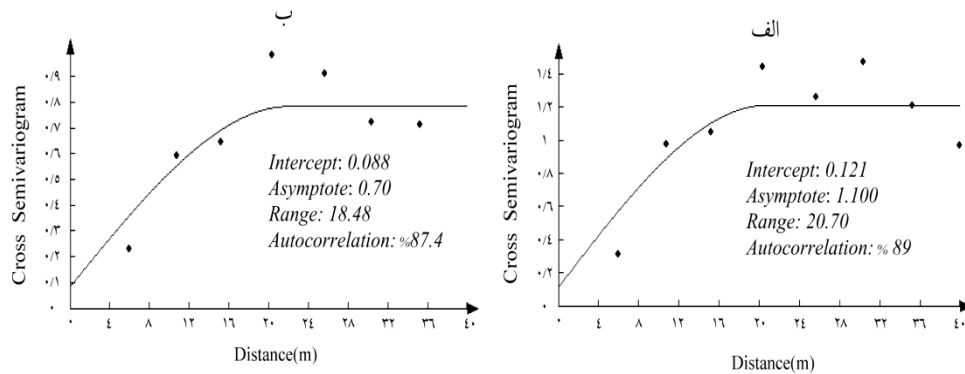 ب
Cross Semivariogram
۰/۹
۰/۸
۰/۷
۰/۶
۰/۵
۰/۴
۰/۳
۰/۲
۰/۱
۰ ۴ ۸ ۱۲ ۱۶ ۲۰ ۲۴ ۲۸ ۳۲ ۳۶ ۴۰
Distance(m)
Intercept: 0.088
Asymptote: 0.70
Range: 18.48
Autocorrelation: %87.4
الف
Cross Semivariogram
۱/۴
۱/۲
۱
۰/۸
۰/۶
۰/۴
۰/۲
۰
۰ ۴ ۸ ۱۲ ۱۶ ۲۰ ۲۴ ۲۸ ۳۲ ۳۶ ۴۰
Distance(m)
Intercept: 0.121
Asymptote: 1.100
Range: 20.70
Autocorrelation: % 89